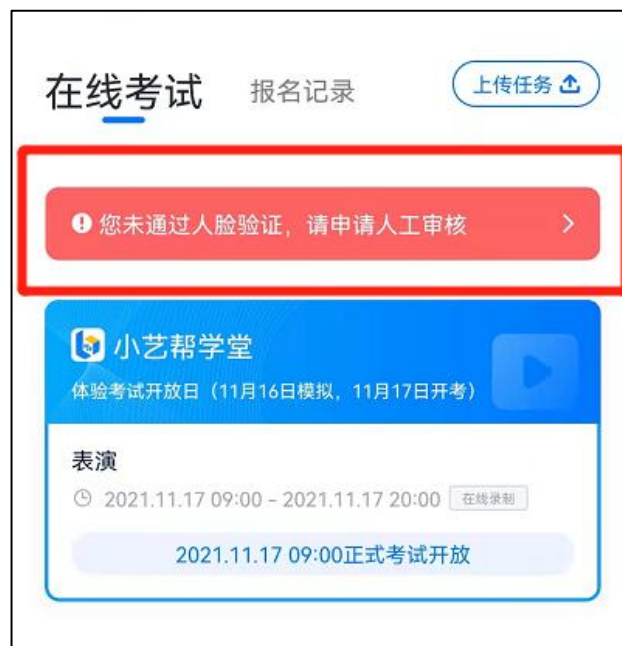 在线考试 报名记录 上传任务
您未通过人脸验证，请申请人工审核
小艺帮学堂
体验考试开放日（11月16日模拟，11月17日开考）
表演
2021.11.17 09:00 - 2021.11.17 20:00 在线录制
2021.11.17 09:00正式考试开放